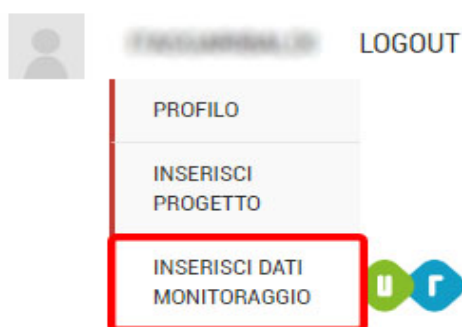 LOGOUT
PROFILO
INSERISCI
PROGETTO
INSERISCI DATI
MONITORAGGIO
u r